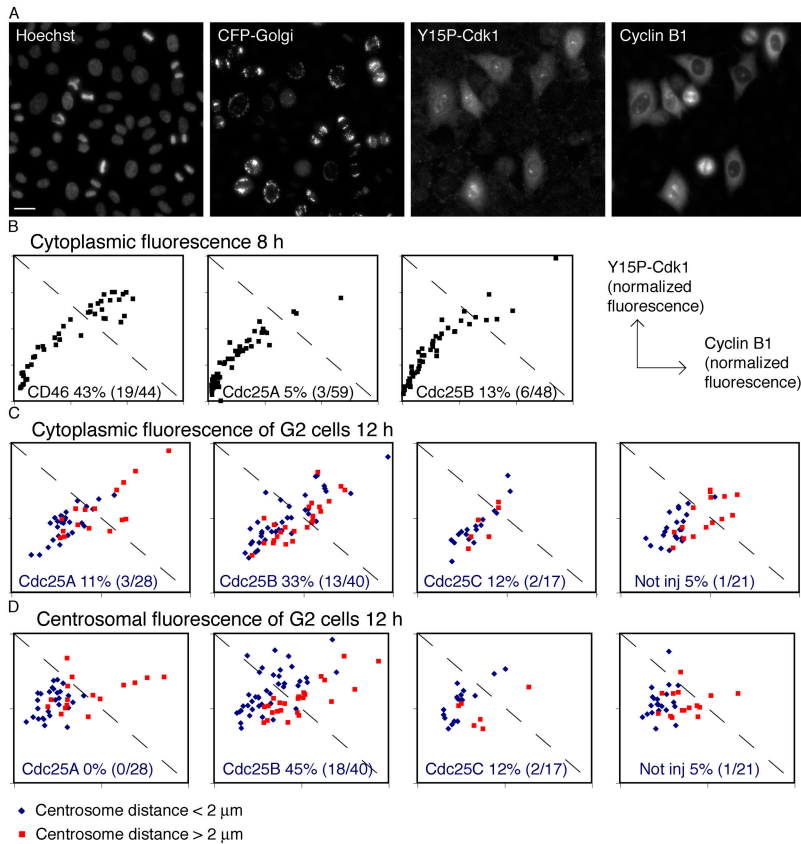 A
Hoechst
CFP-Golgi
Y15P-Cdk1
Cyclin B1
B
Cytoplasmic fluorescence 8 h
CD46 43% (19/44)
Cdc25A 5% (3/59)
Cdc25B 13% (6/48)
Y15P-Cdk1
(normalized
fluorescence)
Cyclin B1
(normalized
fluorescence)
C
Cytoplasmic fluorescence of G2 cells 12 h
Cdc25A 11% (3/28)
Cdc25B 33% (13/40)
Cdc25C 12% (2/17)
Not inj 5% (1/21)
D
Centrosomal fluorescence of G2 cells 12 h
Cdc25A 0% (0/28)
Cdc25B 45% (18/40)
Cdc25C 12% (2/17)
Not inj 5% (1/21)
Centrosome distance < 2 μm
Centrosome distance > 2 μm